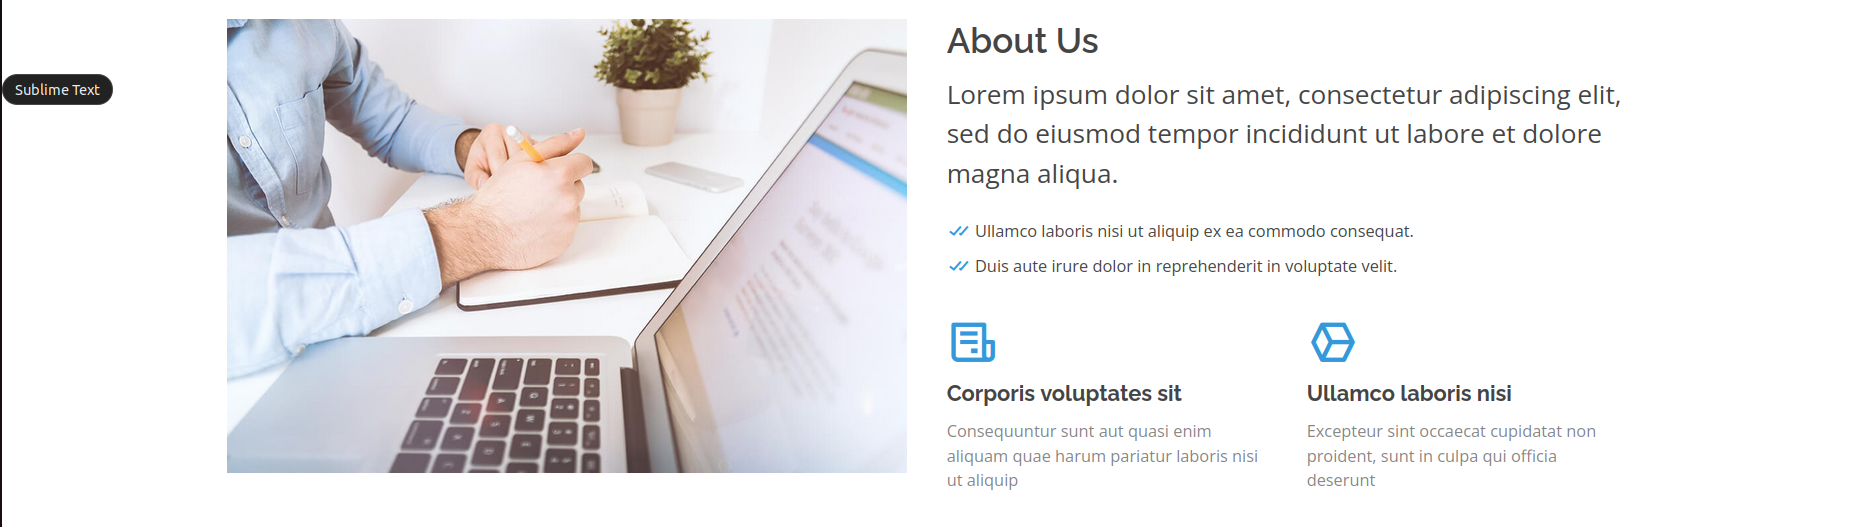 Sublime Text
About Us
Lorem ipsum dolor sit amet, consectetur adipiscing elit,
sed do eiusmod tempor incididunt ut labore et dolore
magna aliqua.
Ullamco laboris nisi ut aliquip ex ea commodo consequat.
Duis aute irure dolor in reprehenderit in voluptate velit.
Corporis voluptates sit
Consequuntur sunt aut quasi enim
aliquam quae harum pariatur laboris nisi
ut aliquip
Ullamco laboris nisi
Excepteur sint occaecat cupidatat non
proident, sunt in culpa qui officia
deserunt